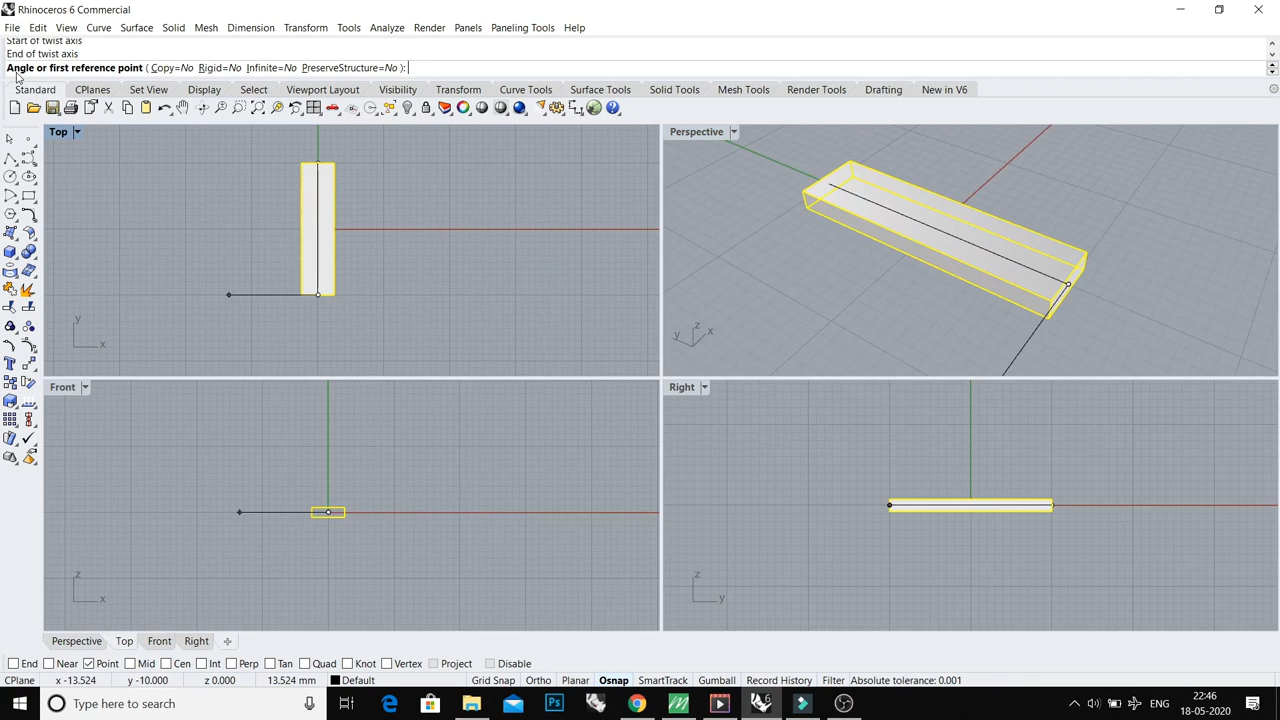 Rhinoceros 6 Commercial
File Edit View Curve Surface Solid Mesh Dimension Transform Tools Analyze Render Panels Paneling Tools Help
Start of twist axis
End of twist axis
Angle or first reference point ( Copy=No Rigid=No Infinite=No PreserveStructure=No ):
Standard CPlanes Set View Display Select Viewport Layout Visibility Transform Curve Tools Surface Tools Solid Tools Mesh Tools Render Tools Drafting New in V6
Top Perspective
y x
z y x
Front Right
z x
z y
Perspective Top Front Right
End Near Point Mid Cen Int Perp Tan Quad Knot Vertex Project Disable
CPlane x -13.524 y -10.000 z 0.000 13.524 mm Default Grid Snap Ortho Planar Osnap SmartTrack Gumball Record History Filter Absolute tolerance: 0.001
Type here to search
22:46
18-05-2020